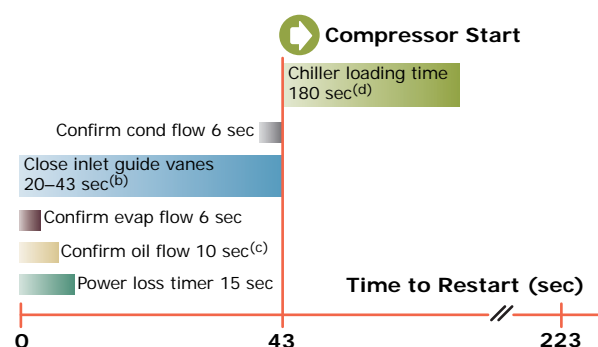 Compressor Start
Chiller loading time
180 sec(d)
Confirm cond flow 6 sec
Close inlet guide vanes
20–43 sec(b)
Confirm evap flow 6 sec
Confirm oil flow 10 sec(c)
Power loss timer 15 sec
Time to Restart (sec)
0
43
223